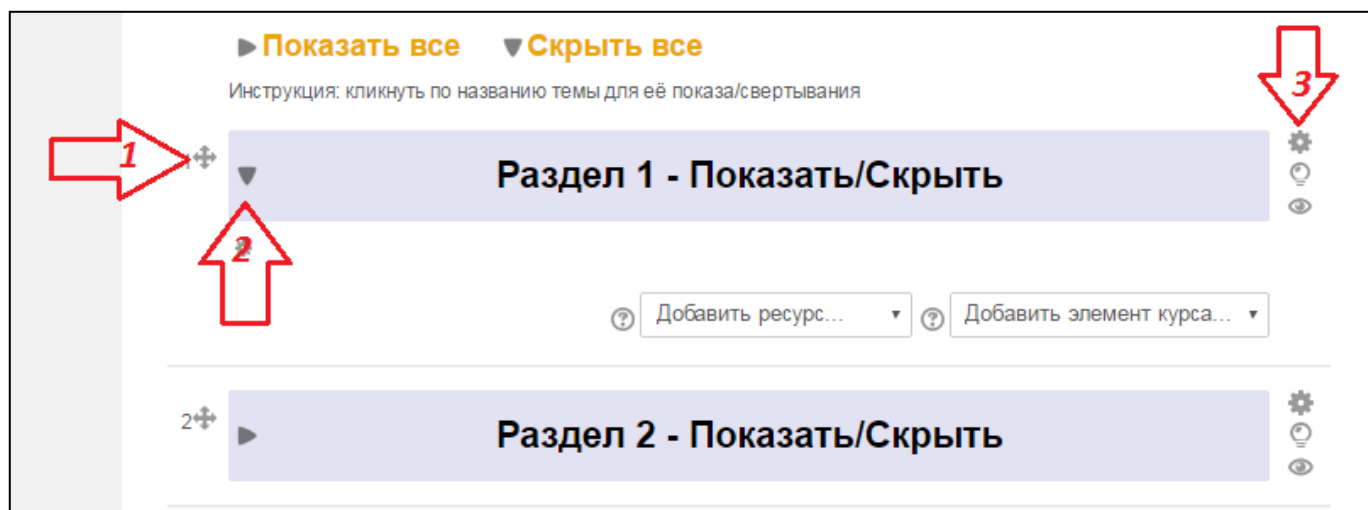 Показать все Скрыть все
Инструкция: кликнуть по названию темы для её показа/свертывания
3
1
Раздел 1 - Показать/Скрыть
2
Добавить ресурс... Добавить элемент курса...
2
Раздел 2 - Показать/Скрыть